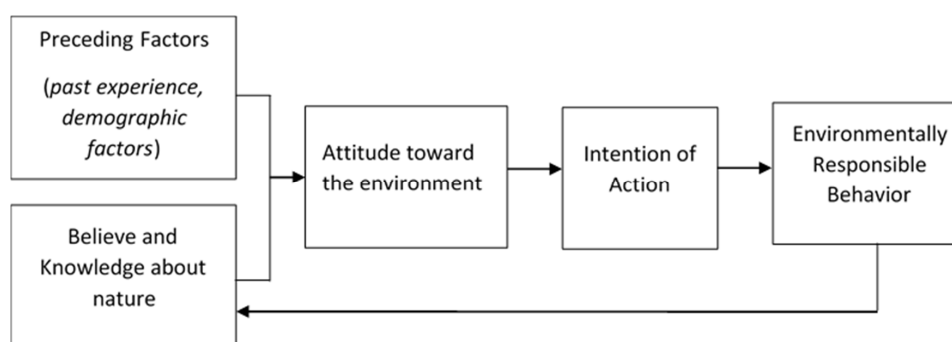 Preceding Factors
(past experience,
demographic
factors)
Believe and
Knowledge about
nature
Attitude toward
the environment
Intention of
Action
Environmentally
Responsible
Behavior